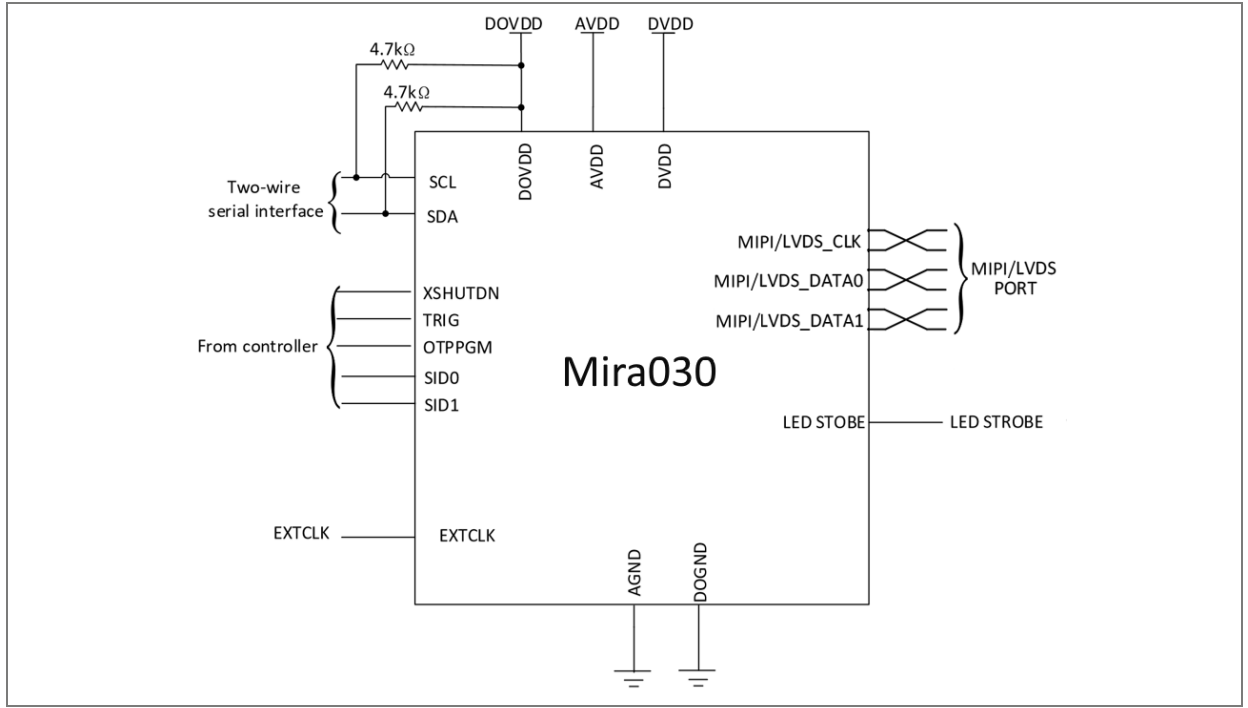 DOVDD
AVDD
DVDD
4.7kΩ
4.7kΩ
DOVDD
AVDD
DVDD
Two-wire
serial interface
SCL
SDA
MIPI/LVDS_CLK
MIPI/LVDS_DATA0
MIPI/LVDS_DATA1
MIPI/LVDS
PORT
From controller
XSHUTDN
TRIG
OTPPGM
SID0
SID1
Mira030
LED STOBE
LED STROBE
EXTCLK
EXTCLK
AGND
DOGND